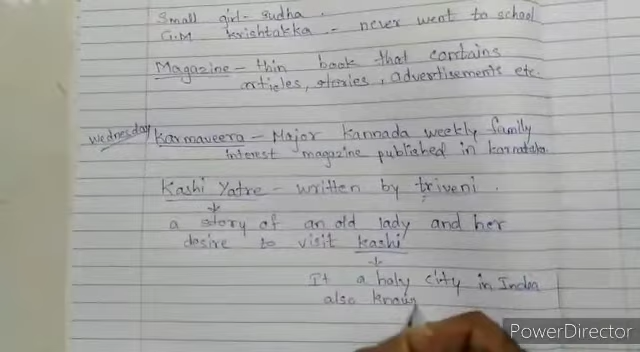 Small girl - Sudha.
G.M Krishtakka - never went to school
Magazine - thin book that contains
articles, stories, advertisements etc.
Wednesday Karmaveera - Major Kannada weekly family
interest magazine published in Karnataka.
Kashi Yatre - written by triveni.
a story of an old lady and her
desire to visit kashi
It a holy city in India
also know
PowerDirector